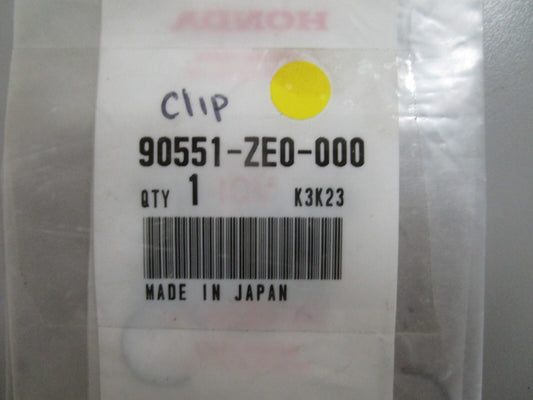 HONDA
Clip
90551-ZE0-000
QTY 1 K3K23
MADE IN JAPAN